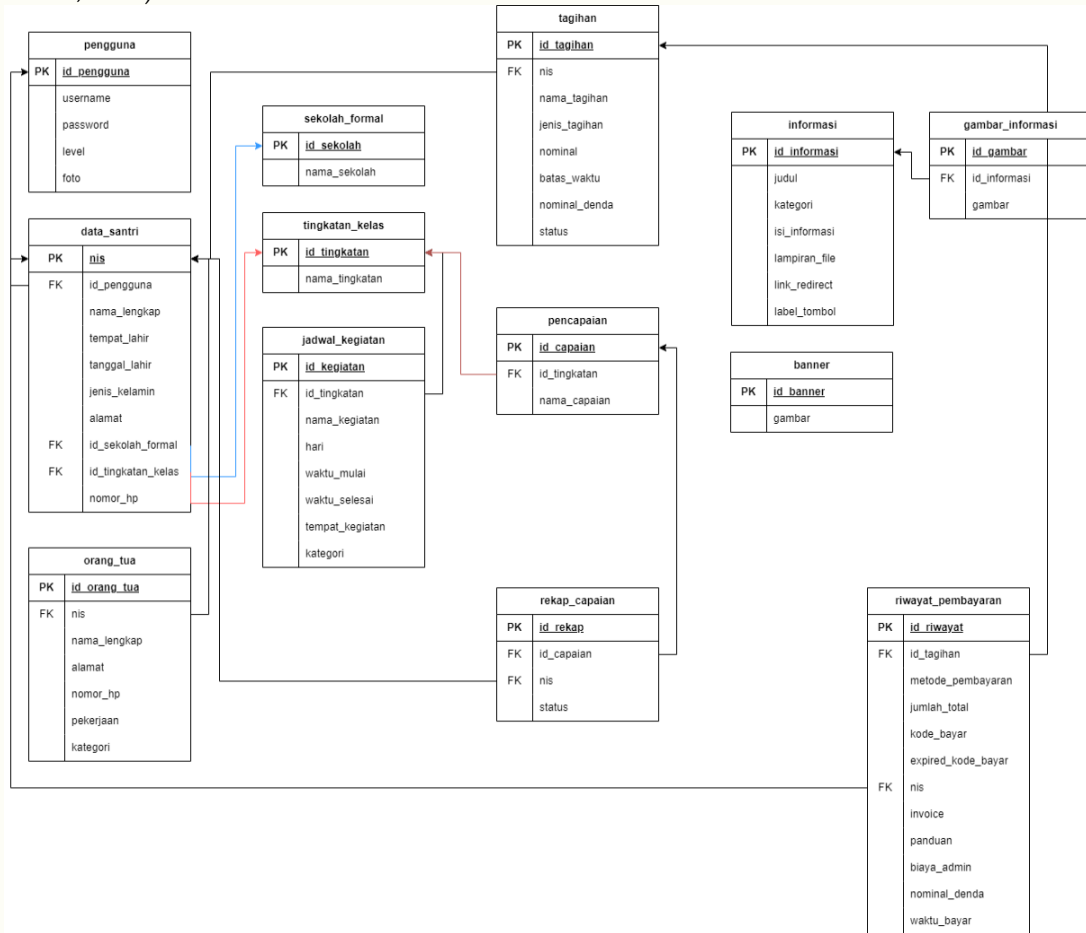 pengguna
PK id_pengguna
username
password
level
foto
data_santri
PK nis
FK id_pengguna
nama_lengkap
tempat_lahir
tanggal_lahir
jenis_kelamin
alamat
FK id_sekolah_formal
FK id_tingkatan_kelas
nomor_hp
orang_tua
PK id_orang_tua
FK nis
nama_lengkap
alamat
nomor_hp
pekerjaan
kategori
sekolah_formal
PK id_sekolah
nama_sekolah
tingkatan_kelas
PK id_tingkatan
nama_tingkatan
jadwal_kegiatan
PK id_kegiatan
FK id_tingkatan
nama_kegiatan
hari
waktu_mulai
waktu_selesai
tempat_kegiatan
kategori
tagihan
PK id_tagihan
FK nis
nama_tagihan
jenis_tagihan
nominal
batas_waktu
nominal_denda
status
pencapaian
PK id_capaian
FK id_tingkatan
nama_capaian
rekap_capaian
PK id_rekap
FK id_capaian
FK nis
status
informasi
PK id_informasi
judul
kategori
isi_informasi
lampiran_file
link_redirect
label_tombol
banner
PK id_banner
gambar
gambar_informasi
PK id_gambar
FK id_informasi
gambar
riwayat_pembayaran
PK id_riwayat
FK id_tagihan
metode_pembayaran
jumlah_total
kode_bayar
expired_kode_bayar
FK nis
invoice
panduan
biaya_admin
nominal_denda
waktu_bayar